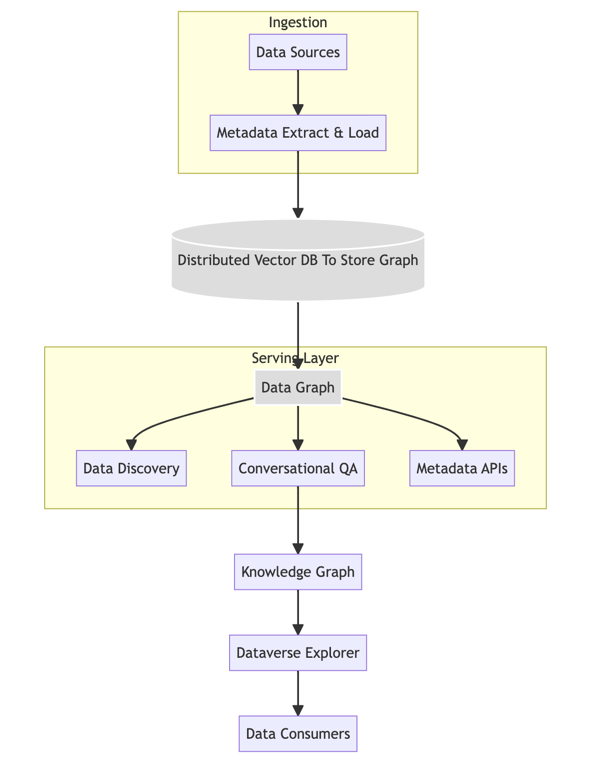 Ingestion
Data Sources
Metadata Extract & Load
Distributed Vector DB To Store Graph
Serving Layer
Data Graph
Data Discovery
Conversational QA
Metadata APIs
Knowledge Graph
Dataverse Explorer
Data Consumers